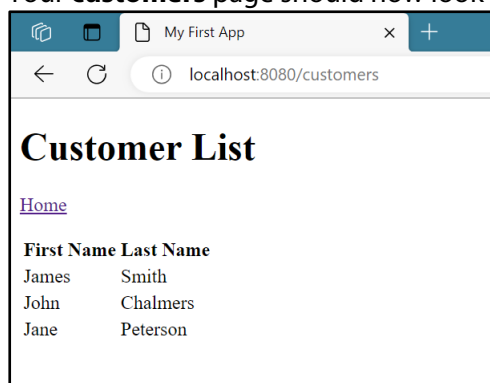 Your customers page should now look
My First App
localhost:8080/customers
Customer List
Home
First Name Last Name
James Smith
John Chalmers
Jane Peterson